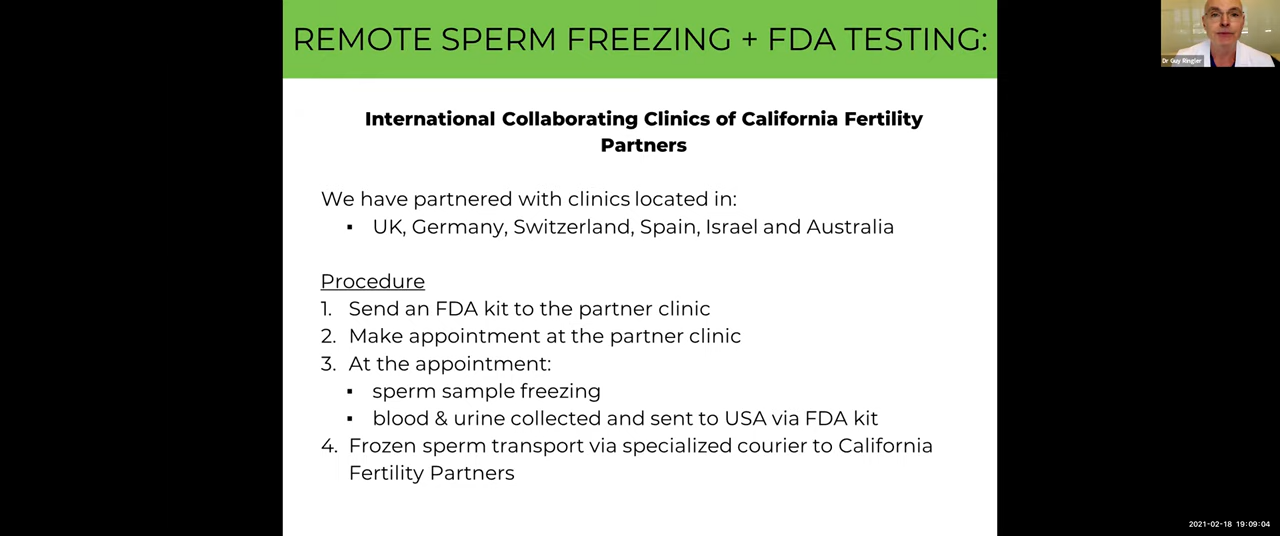 REMOTE SPERM FREEZING + FDA TESTING:
Dr Guy Ringler
International Collaborating Clinics of California Fertility
Partners
We have partnered with clinics located in:
▪ UK, Germany, Switzerland, Spain, Israel and Australia
Procedure
1. Send an FDA kit to the partner clinic
2. Make appointment at the partner clinic
3. At the appointment:
▪ sperm sample freezing
▪ blood & urine collected and sent to USA via FDA kit
4. Frozen sperm transport via specialized courier to California
Fertility Partners
2021-02-18 19:09:04